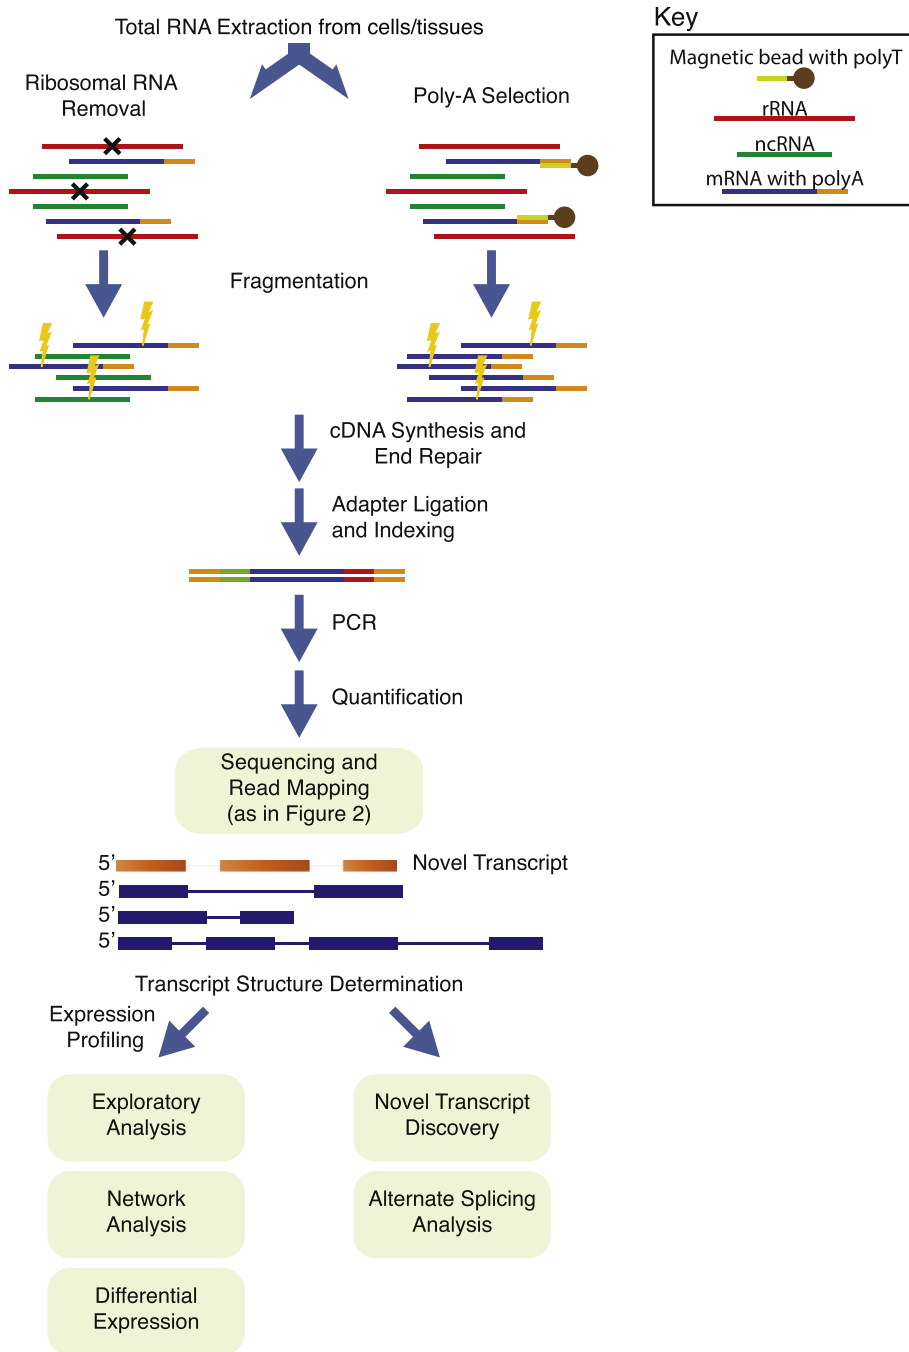 Total RNA Extraction from cells/tissues
Ribosomal RNA
Removal
Poly-A Selection
Key
Magnetic bead with polyT
rRNA
ncRNA
mRNA with polyA
Fragmentation
cDNA Synthesis and
End Repair
Adapter Ligation
and Indexing
PCR
Quantification
Sequencing and
Read Mapping
(as in Figure 2)
5’
Novel Transcript
5’
5’
5’
Transcript Structure Determination
Expression
Profiling
Exploratory
Analysis
Network
Analysis
Differential
Expression
Novel Transcript
Discovery
Alternate Splicing
Analysis